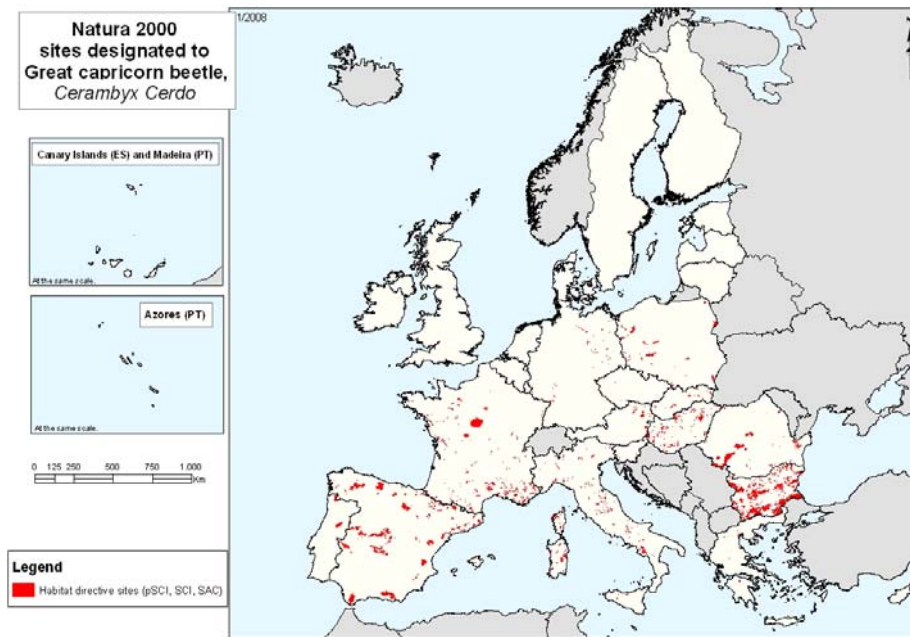 Natura 2000
sites designated to
Great capricorn beetle,
Cerambyx Cerdo
1/2008
Canary Islands (ES) and Madeira (PT)
At the same scale.
Azores (PT)
At the same scale.
0 125 250 500 750 1.000
Km
Legend
Habitat directive sites (pSCI, SCI, SAC)